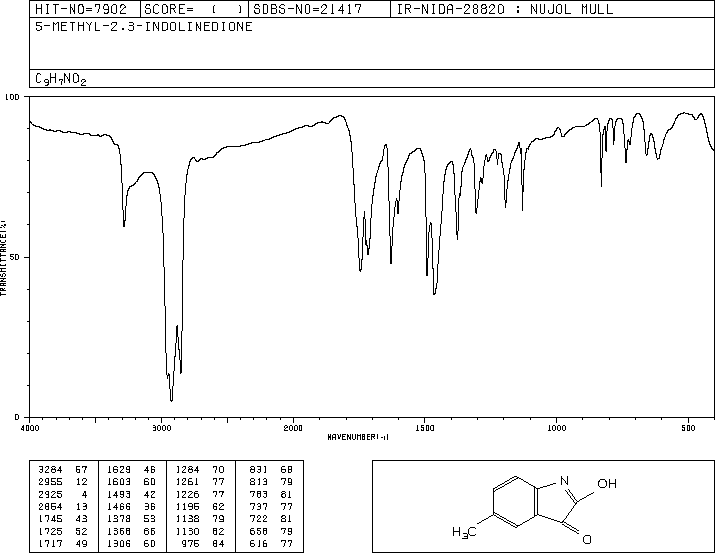 HIT-NO=7902 SCORE= ( ) SDBS-NO=21417 IR-NIDA-28820 : NUJOL MULL
5-METHYL-2.3-INDOLINEDIONE
C9H7NO2
100
50
0
TRANSMITTANCE(%)
4000 3000 2000 1500 1000 500
WAVENUMBER(-1)
3284 57 1629 46 1284 70 831 68
2955 12 1603 60 1261 77 813 79
2925 4 1493 42 1226 77 783 81
2854 13 1466 36 1195 62 737 77
1745 43 1378 53 1138 79 722 81
1725 52 1368 66 1130 82 658 79
1717 49 1306 60 975 84 616 77
N
OH
H3C
O